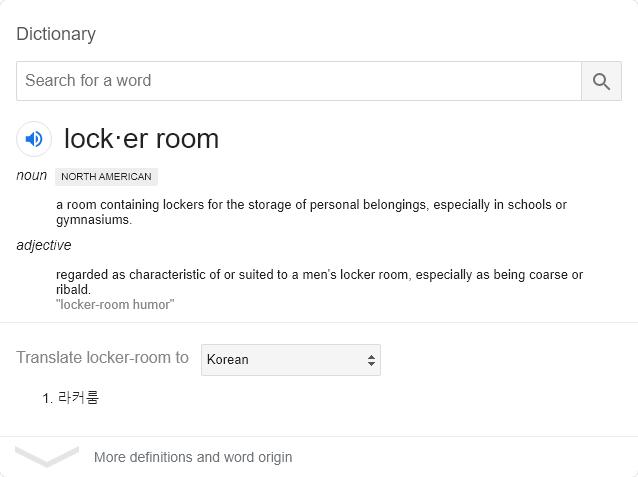 Dictionary
Search for a word
lock·er room
noun NORTH AMERICAN
a room containing lockers for the storage of personal belongings, especially in schools or
gymnasiums.
adjective
regarded as characteristic of or suited to a men's locker room, especially as being coarse or
ribald.
"locker-room humor"
Translate locker-room to Korean
1. 라커룸
More definitions and word origin